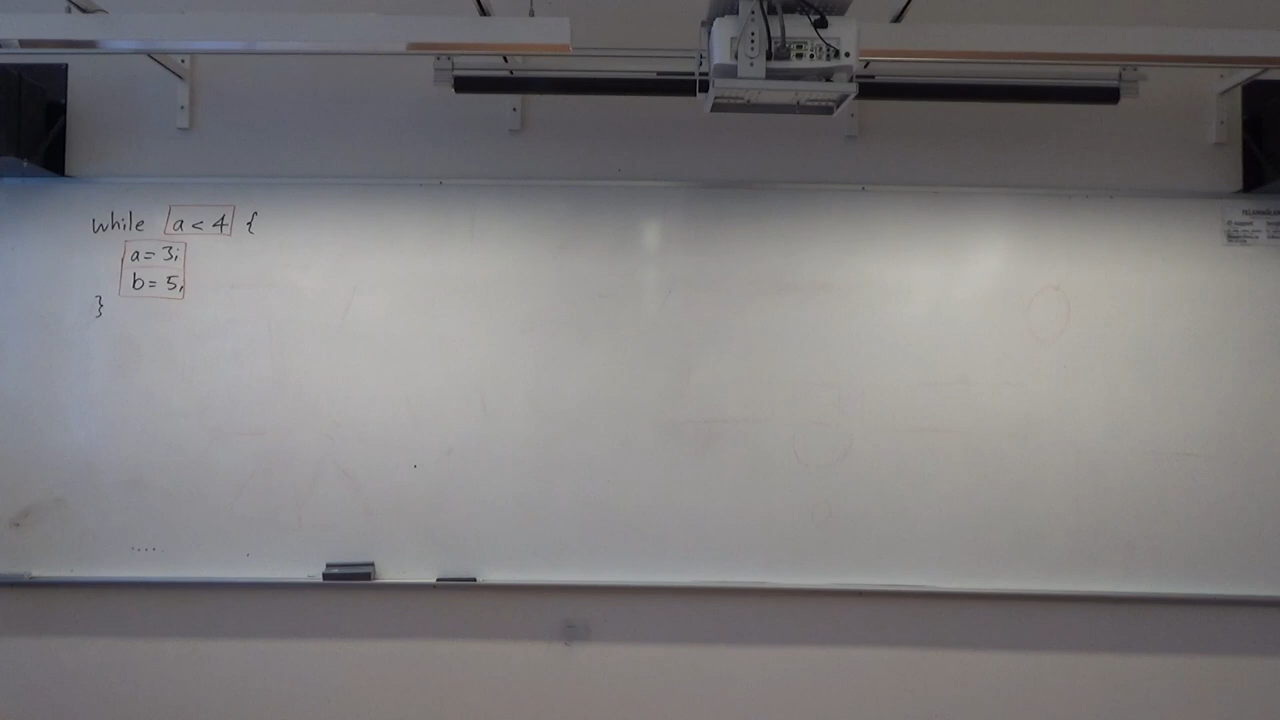 while a < 4 {
a = 3;
b = 5;
}